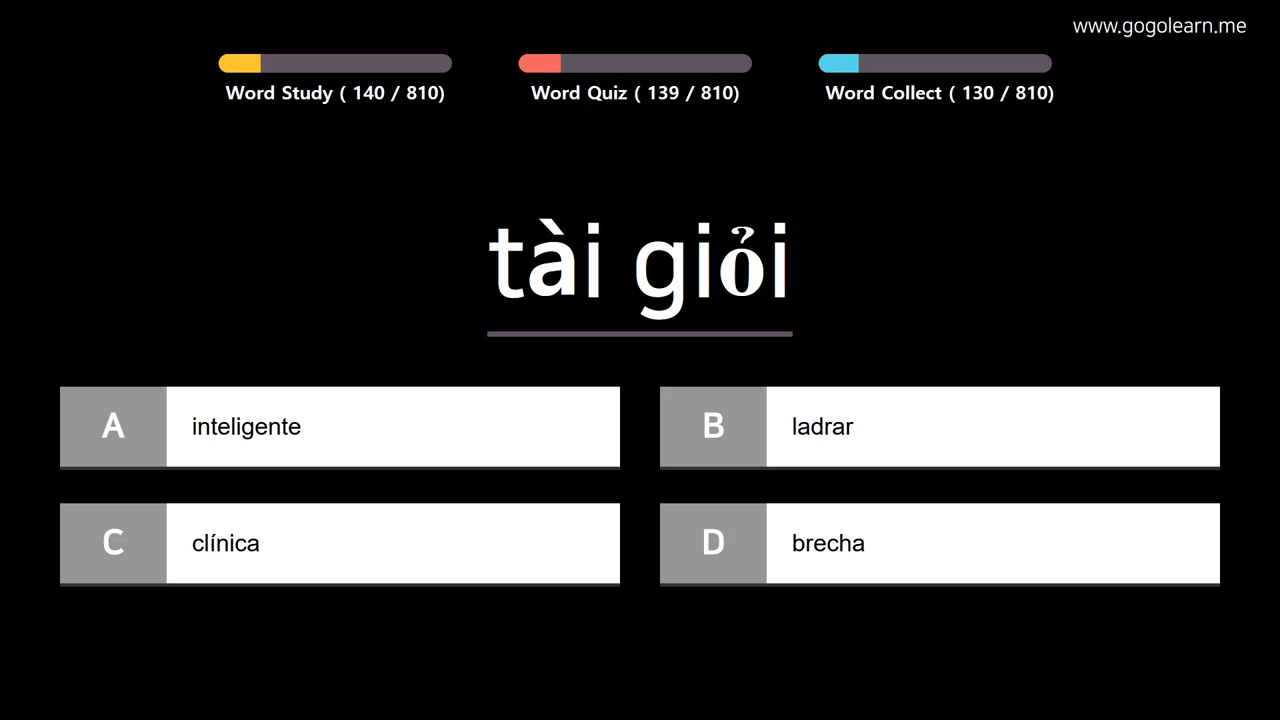 www.gogolearn.me
Word Study ( 140 / 810)
Word Quiz ( 139 / 810)
Word Collect ( 130 / 810)
tài giỏi
A inteligente
B ladrar
C clínica
D brecha